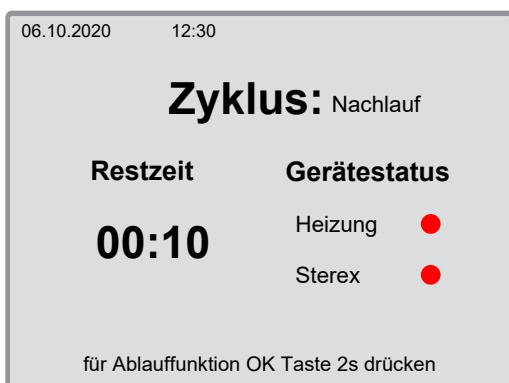 06.10.2020 12:30
Zyklus: Nachlauf
Restzeit Gerätestatus
00:10
Heizung
Sterex
für Ablauffunktion OK Taste 2s drücken